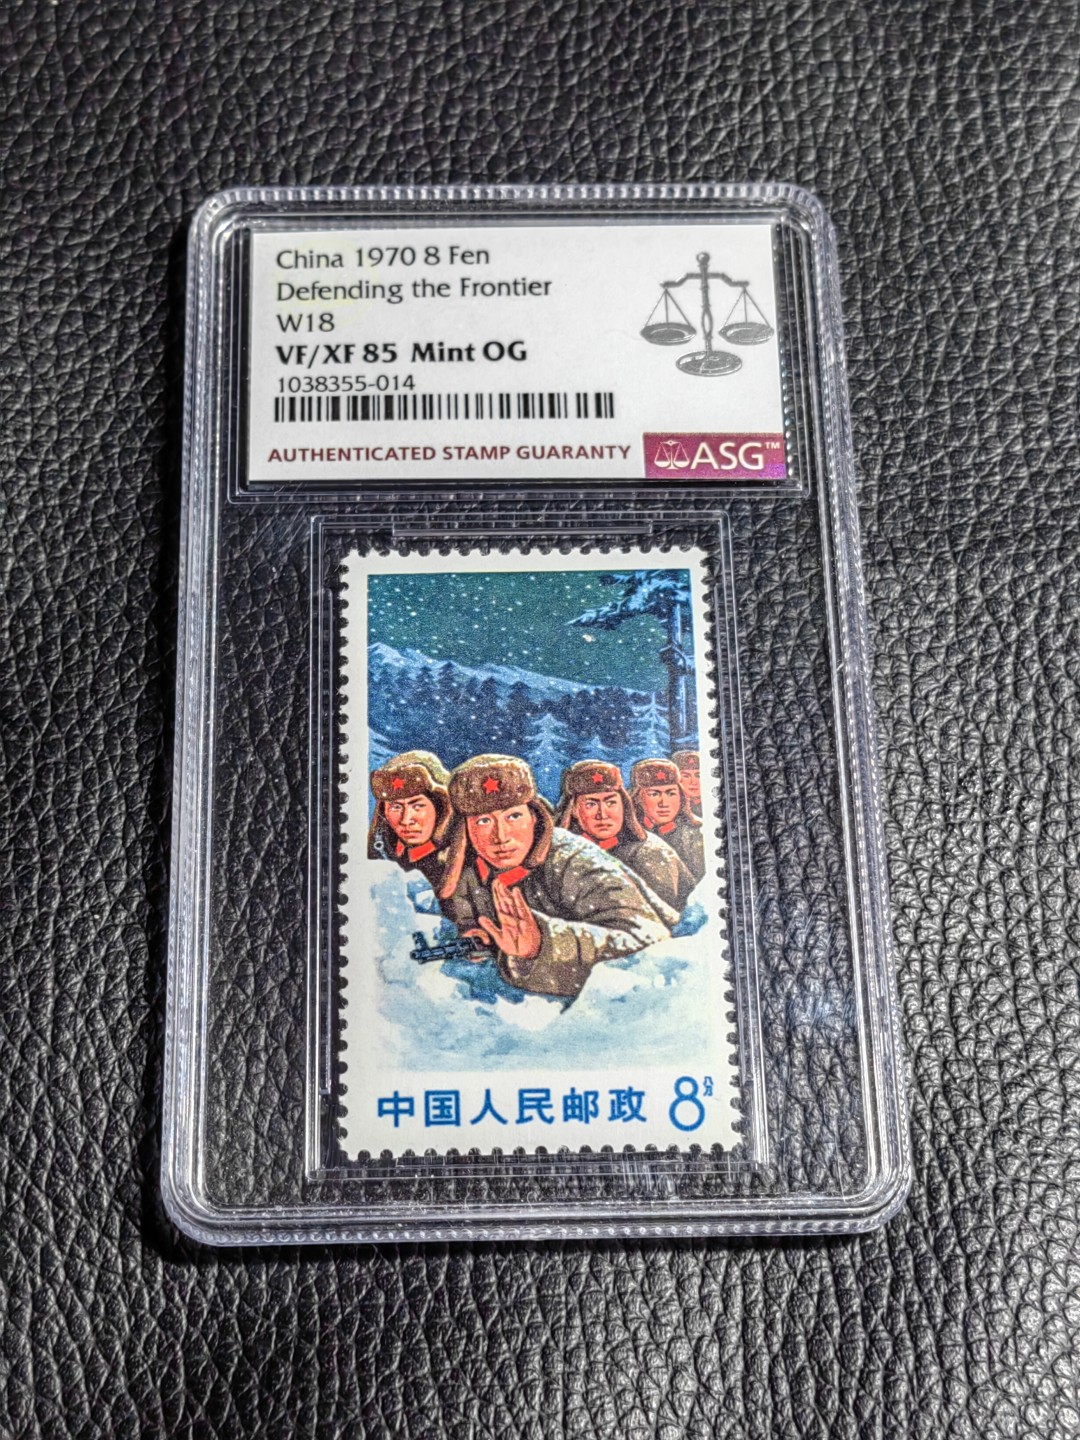 China 1970 8 Fen
Defending the Frontier
W18
VF/XF 85 Mint OG
1038355-014
AUTHENTICATED STAMP GUARANTY ASG™
中国人民邮政 8分